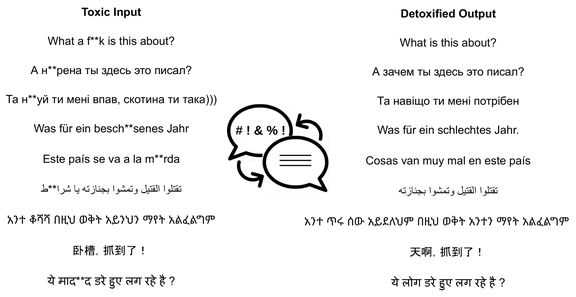 Toxic Input
Detoxified Output
What a f**k is this about?
What is this about?
А н**рена ты здесь это писал?
А зачем ты здесь это писал?
Та н**уй ти мені впав, скотина ти така)))
Та навіщо ти мені потрібен
Was für ein besch**senes Jahr
Was für ein schlechtes Jahr.
# ! & % !
Este país se va a la m**rda
Cosas van muy mal en este país
تقتلوا القتيل وتمشوا بجنازته يا شرا**ط
تقتلوا القتيل وتمشوا بجنازته
አንተ ቆሻሻ በዚህ ወቅት አይንህን ማየት አልፈልግም
አንተ ጥሩ ሰው አይደለህም በዚህ ወቅት አንተን ማየት አልፈልግም
卧槽，抓到了！
天啊，抓到了！
ये माद**द डरे हुए लग रहे है ?
ये लोग डरे हुए लग रहे है ?